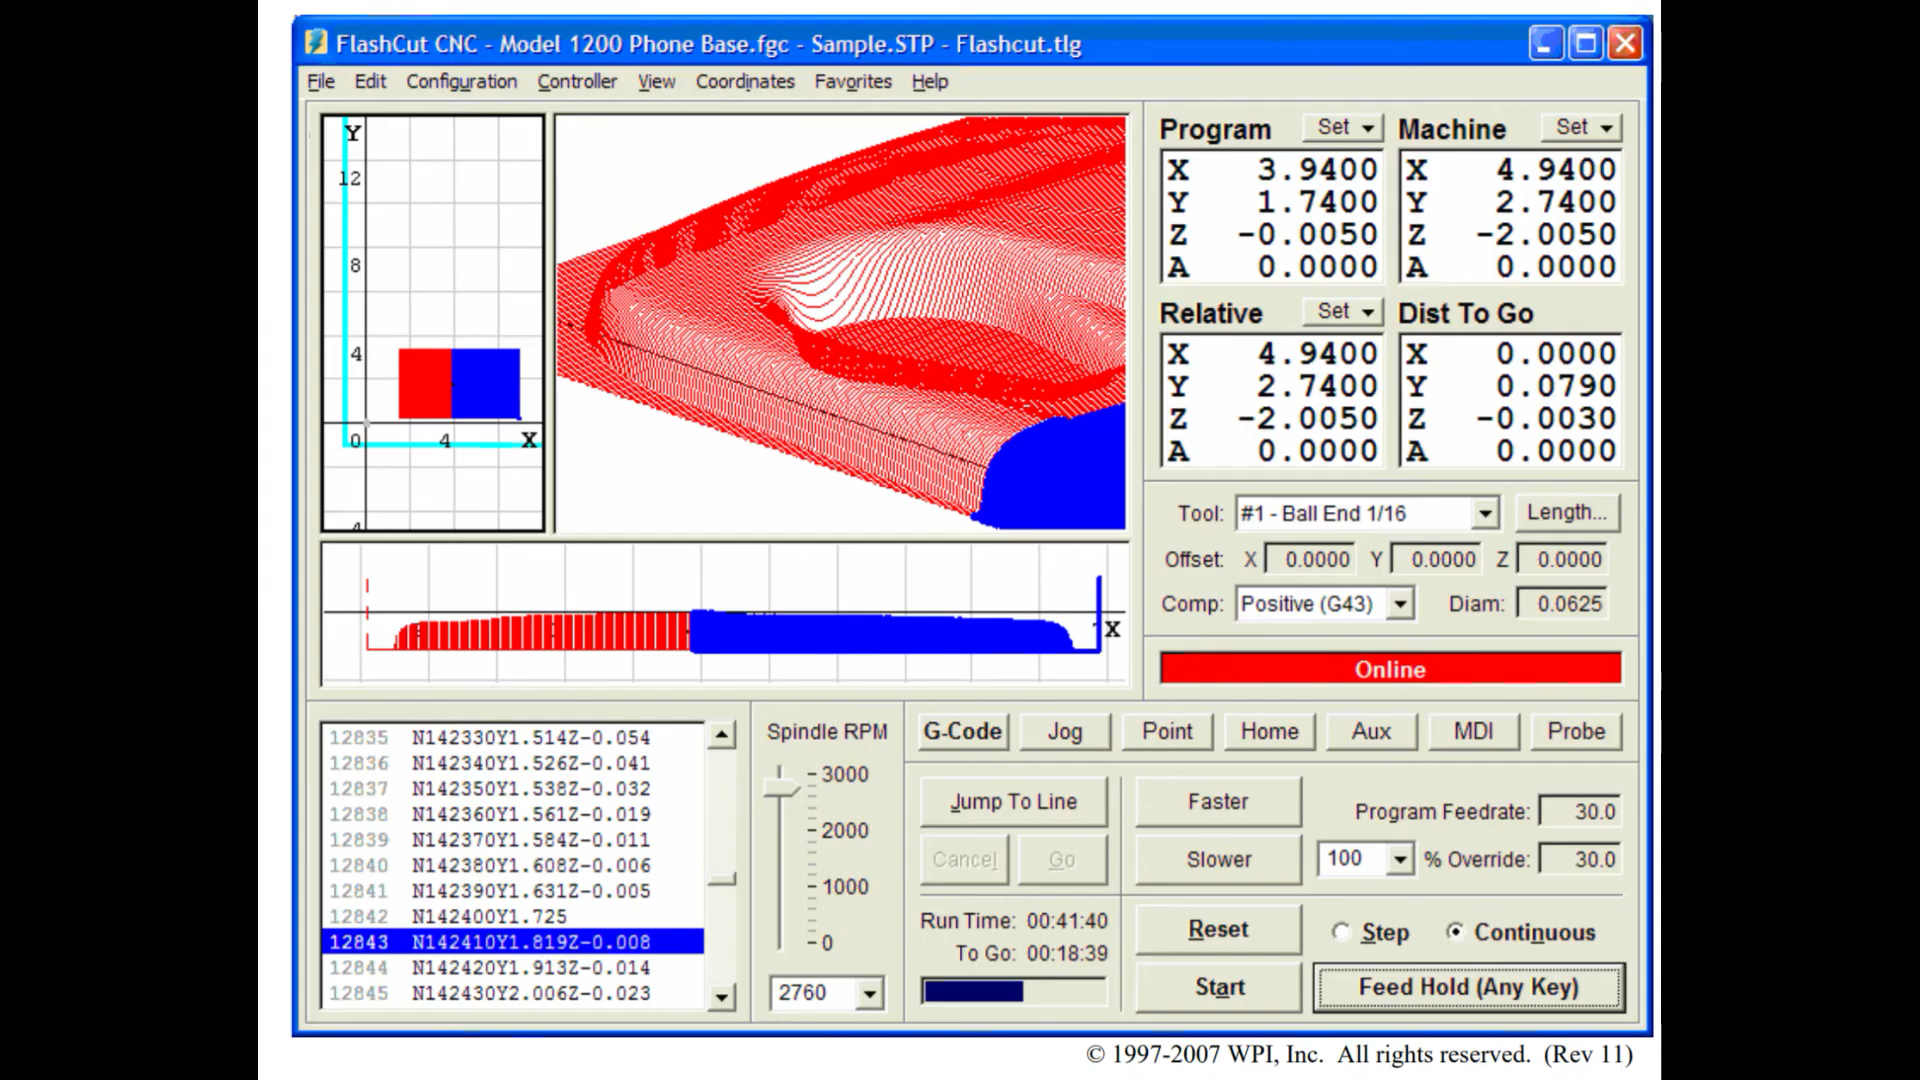 FlashCut CNC - Model 1200 Phone Base.fgc - Sample.STP - Flashcut.tlg
File Edit Configuration Controller View Coordinates Favorites Help
Y
12
8
4
0 4 X
X
Program Set
X 3.9400
Y 1.7400
Z -0.0050
A 0.0000
Machine Set
X 4.9400
Y 2.7400
Z -2.0050
A 0.0000
Relative Set
X 4.9400
Y 2.7400
Z -2.0050
A 0.0000
Dist To Go
X 0.0000
Y 0.0790
Z -0.0030
A 0.0000
Tool: #1 - Ball End 1/16 Length...
Offset: X 0.0000 Y 0.0000 Z 0.0000
Comp: Positive (G43) Diam: 0.0625
Online
12835 N142330Y1.514Z-0.054
12836 N142340Y1.526Z-0.041
12837 N142350Y1.538Z-0.032
12838 N142360Y1.561Z-0.019
12839 N142370Y1.584Z-0.011
12840 N142380Y1.608Z-0.006
12841 N142390Y1.631Z-0.005
12842 N142400Y1.725
12843 N142410Y1.819Z-0.008
12844 N142420Y1.913Z-0.014
12845 N142430Y2.006Z-0.023
Spindle RPM
3000
2000
1000
0
2760
G-Code Jog Point Home Aux MDI Probe
Jump To Line
Cancel Go
Run Time: 00:41:40
To Go: 00:18:39
Faster
Slower
Program Feedrate: 30.0
100 % Override: 30.0
Reset
Step Continuous
Start
Feed Hold (Any Key)
© 1997-2007 WPI, Inc. All rights reserved. (Rev 11)